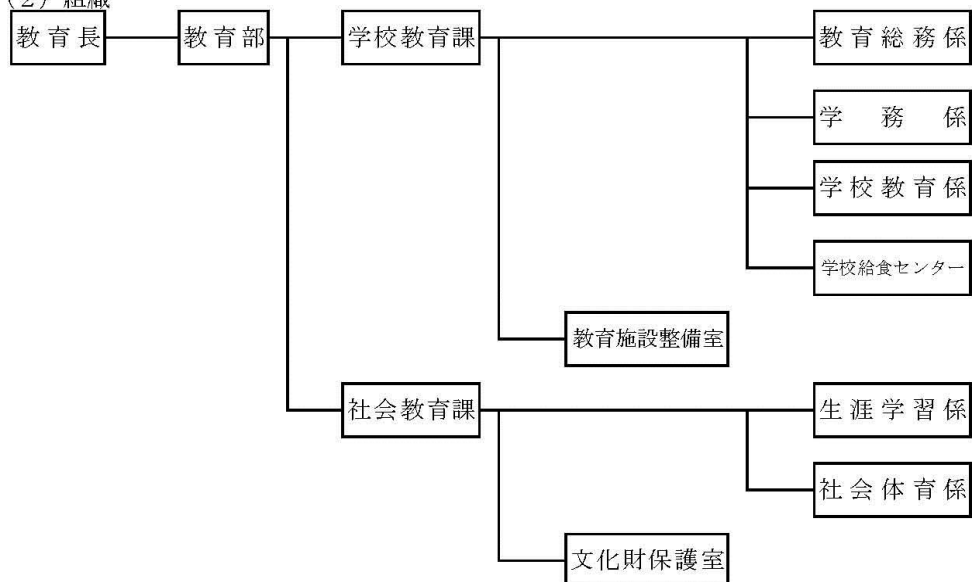 (2) 組織
教育長
教育部
学校教育課
教育総務係
学務係
学校教育係
学校給食センター
教育施設整備室
社会教育課
生涯学習係
社会体育係
文化財保護室